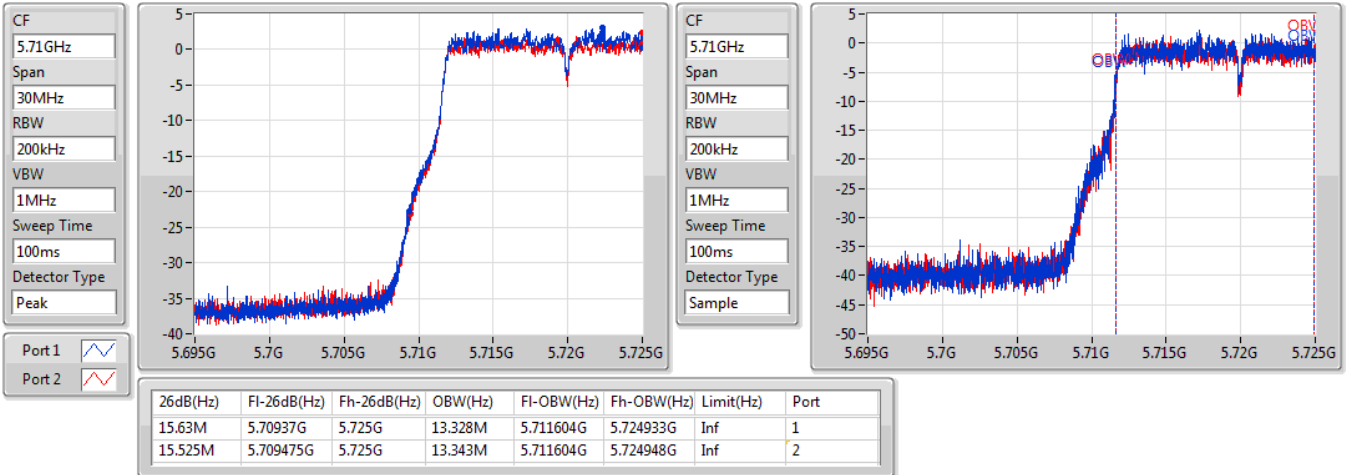 CF
5.71GHz
Span
30MHz
RBW
200kHz
VBW
1MHz
Sweep Time
100ms
Detector Type
Peak
Port 1
Port 2
5
0
-5
-10
-15
-20
-25
-30
-35
-40
5.695G 5.7G 5.705G 5.71G 5.715G 5.72G 5.725G
CF
5.71GHz
Span
30MHz
RBW
200kHz
VBW
1MHz
Sweep Time
100ms
Detector Type
Sample
5
0
-5
-10
-15
-20
-25
-30
-35
-40
-45
-50
5.695G 5.7G 5.705G 5.71G 5.715G 5.72G 5.725G
OBW
OBW
OBW
26dB(Hz) Fl-26dB(Hz) Fh-26dB(Hz) OBW(Hz) Fl-OBW(Hz) Fh-OBW(Hz) Limit(Hz) Port
15.63M 5.70937G 5.725G 13.328M 5.711604G 5.724933G Inf 1
15.525M 5.709475G 5.725G 13.343M 5.711604G 5.724948G Inf 2